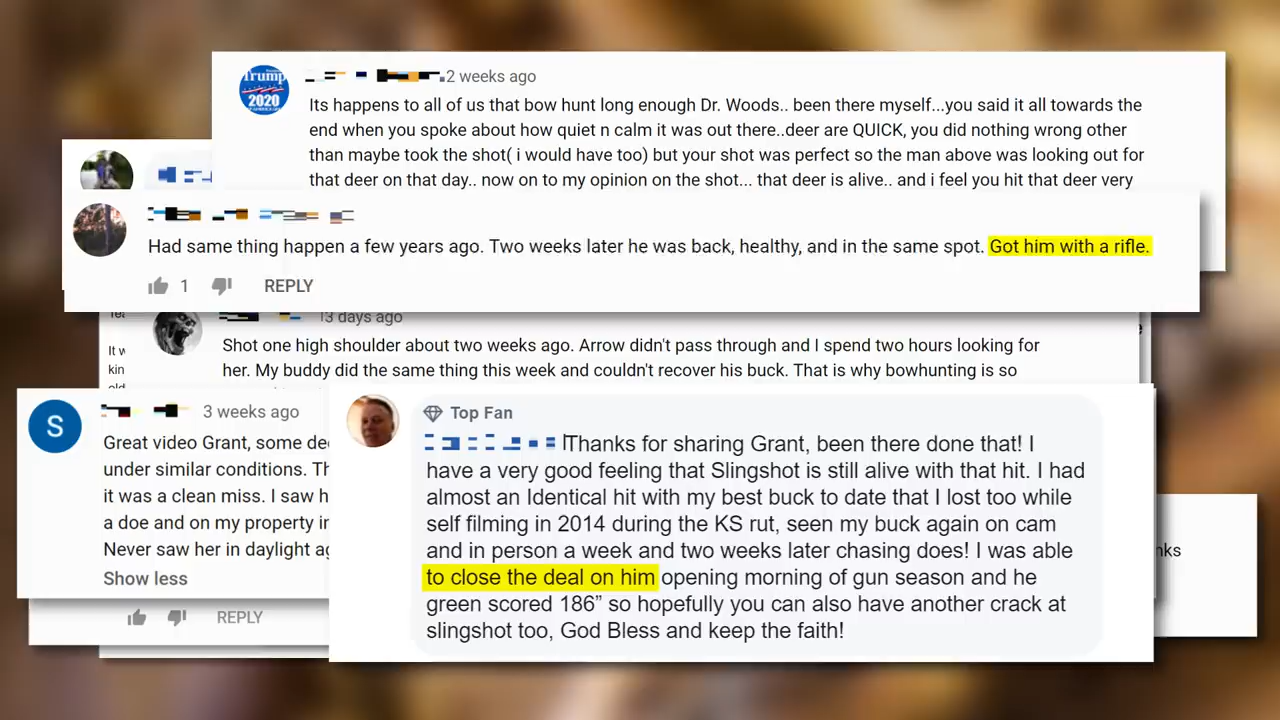 Trump
2020
2 weeks ago
Its happens to all of us that bow hunt long enough Dr. Woods.. been there myself...you said it all towards the
end when you spoke about how quiet n calm it was out there..deer are QUICK, you did nothing wrong other
than maybe took the shot( i would have too) but your shot was perfect so the man above was looking out for
that deer on that day.. now on to my opinion on the shot... that deer is alive.. and i feel you hit that deer very
Had same thing happen a few years ago. Two weeks later he was back, healthy, and in the same spot. Got him with a rifle.
1 REPLY
13 days ago
Shot one high shoulder about two weeks ago. Arrow didn't pass through and I spend two hours looking for
her. My buddy did the same thing this week and couldn't recover his buck. That is why bowhunting is so
It w
kin
old
S
3 weeks ago
Great video Grant, some de
under similar conditions. Th
it was a clean miss. I saw h
a doe and on my property in
Never saw her in daylight ag
Show less
REPLY
Top Fan
Thanks for sharing Grant, been there done that! I
have a very good feeling that Slingshot is still alive with that hit. I had
almost an Identical hit with my best buck to date that I lost too while
self filming in 2014 during the KS rut, seen my buck again on cam
and in person a week and two weeks later chasing does! I was able
to close the deal on him opening morning of gun season and he
green scored 186” so hopefully you can also have another crack at
slingshot too, God Bless and keep the faith!
nks